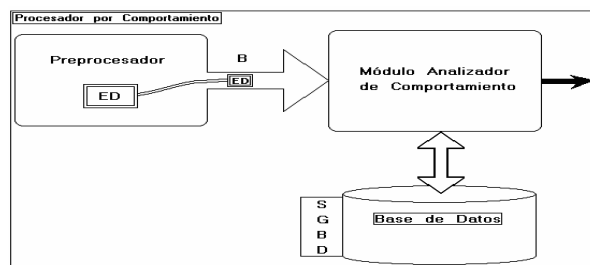 Procesador por Comportamiento
Preprocesador
B
ED
ED
Módulo Analizador
de Comportamiento
S
G
B
D
Base de Datos